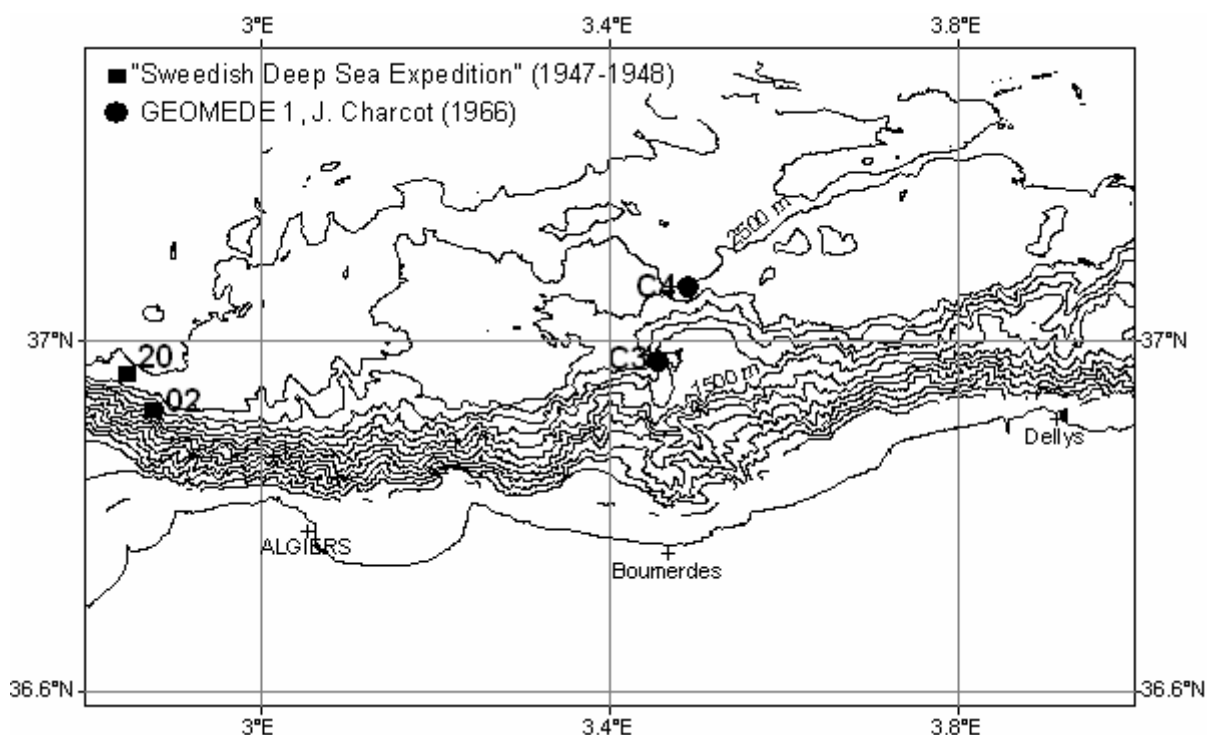 3°E 3.4°E 3.8°E
"Sweedish Deep Sea Expedition" (1947-1948)
GEOMEDE 1, J. Charcot (1966)
2500 m
C4
37°N 37°N
20
C3
1500 m
02
Dellys
ALGIERS
Boumerdes
36.6°N 36.6°N
3°E 3.4°E 3.8°E